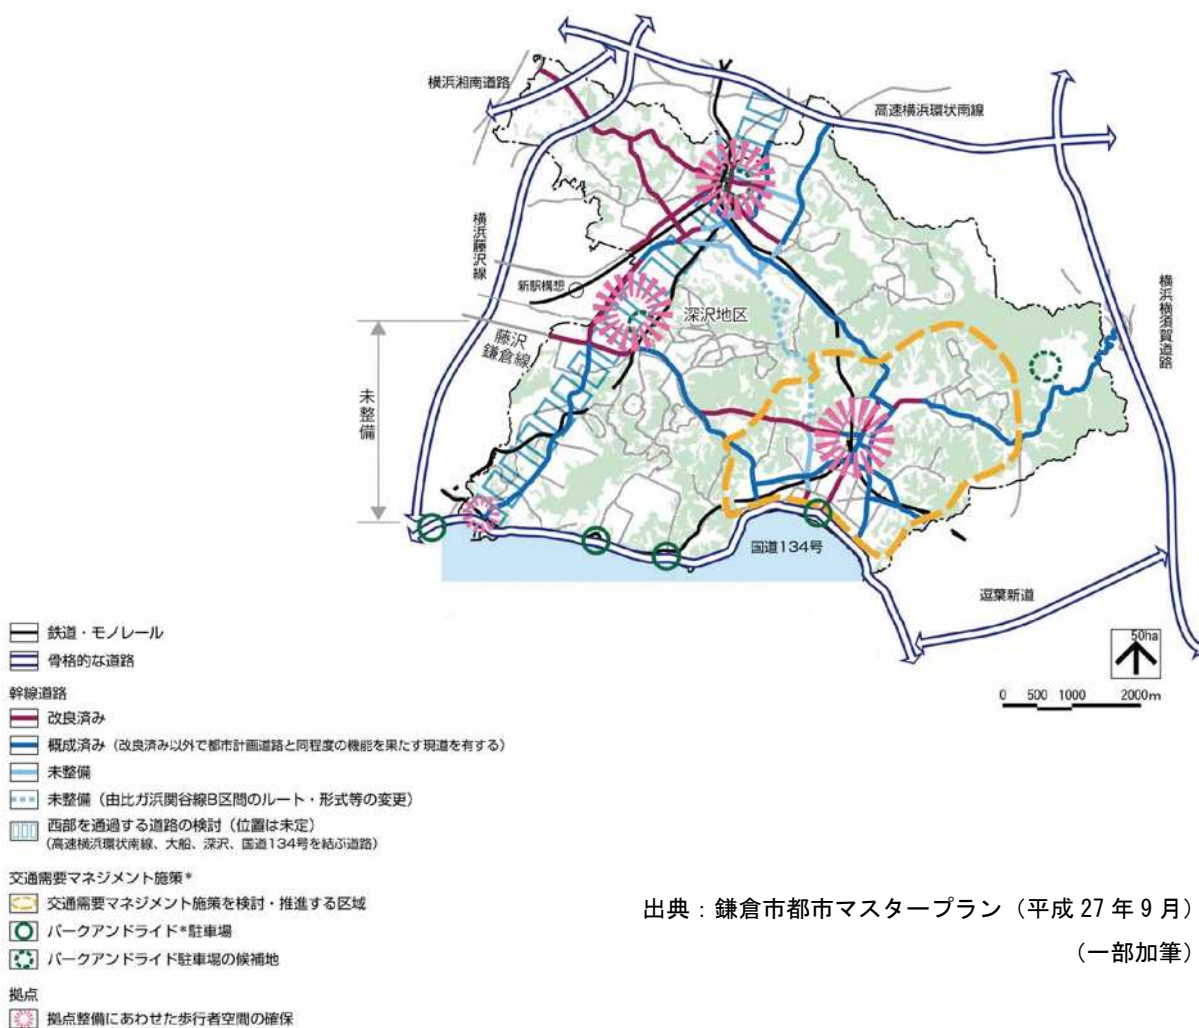 横浜湘南道路
高速横浜環状南線
横浜藤沢線
新駅構想
深沢地区
横浜横須賀道路
藤沢
鎌倉線
未整備
国道134号
逗葉新道
50ha
0 500 1000 2000m
鉄道・モノレール
骨格的な道路
幹線道路
改良済み
概成済み（改良済み以外で都市計画道路と同程度の機能を果たす現道を有する）
未整備
未整備（由比ガ浜関谷線B区間のルート・形式等の変更）
西部を通過する道路の検討（位置は未定）
（高速横浜環状南線、大船、深沢、国道134号を結ぶ道路）
交通需要マネジメント施策*
交通需要マネジメント施策を検討・推進する区域
パークアンドライド*駐車場
パークアンドライド駐車場の候補地
拠点
拠点整備にあわせた歩行者空間の確保
出典：鎌倉市都市マスタープラン（平成 27 年 9 月）
（一部加筆）